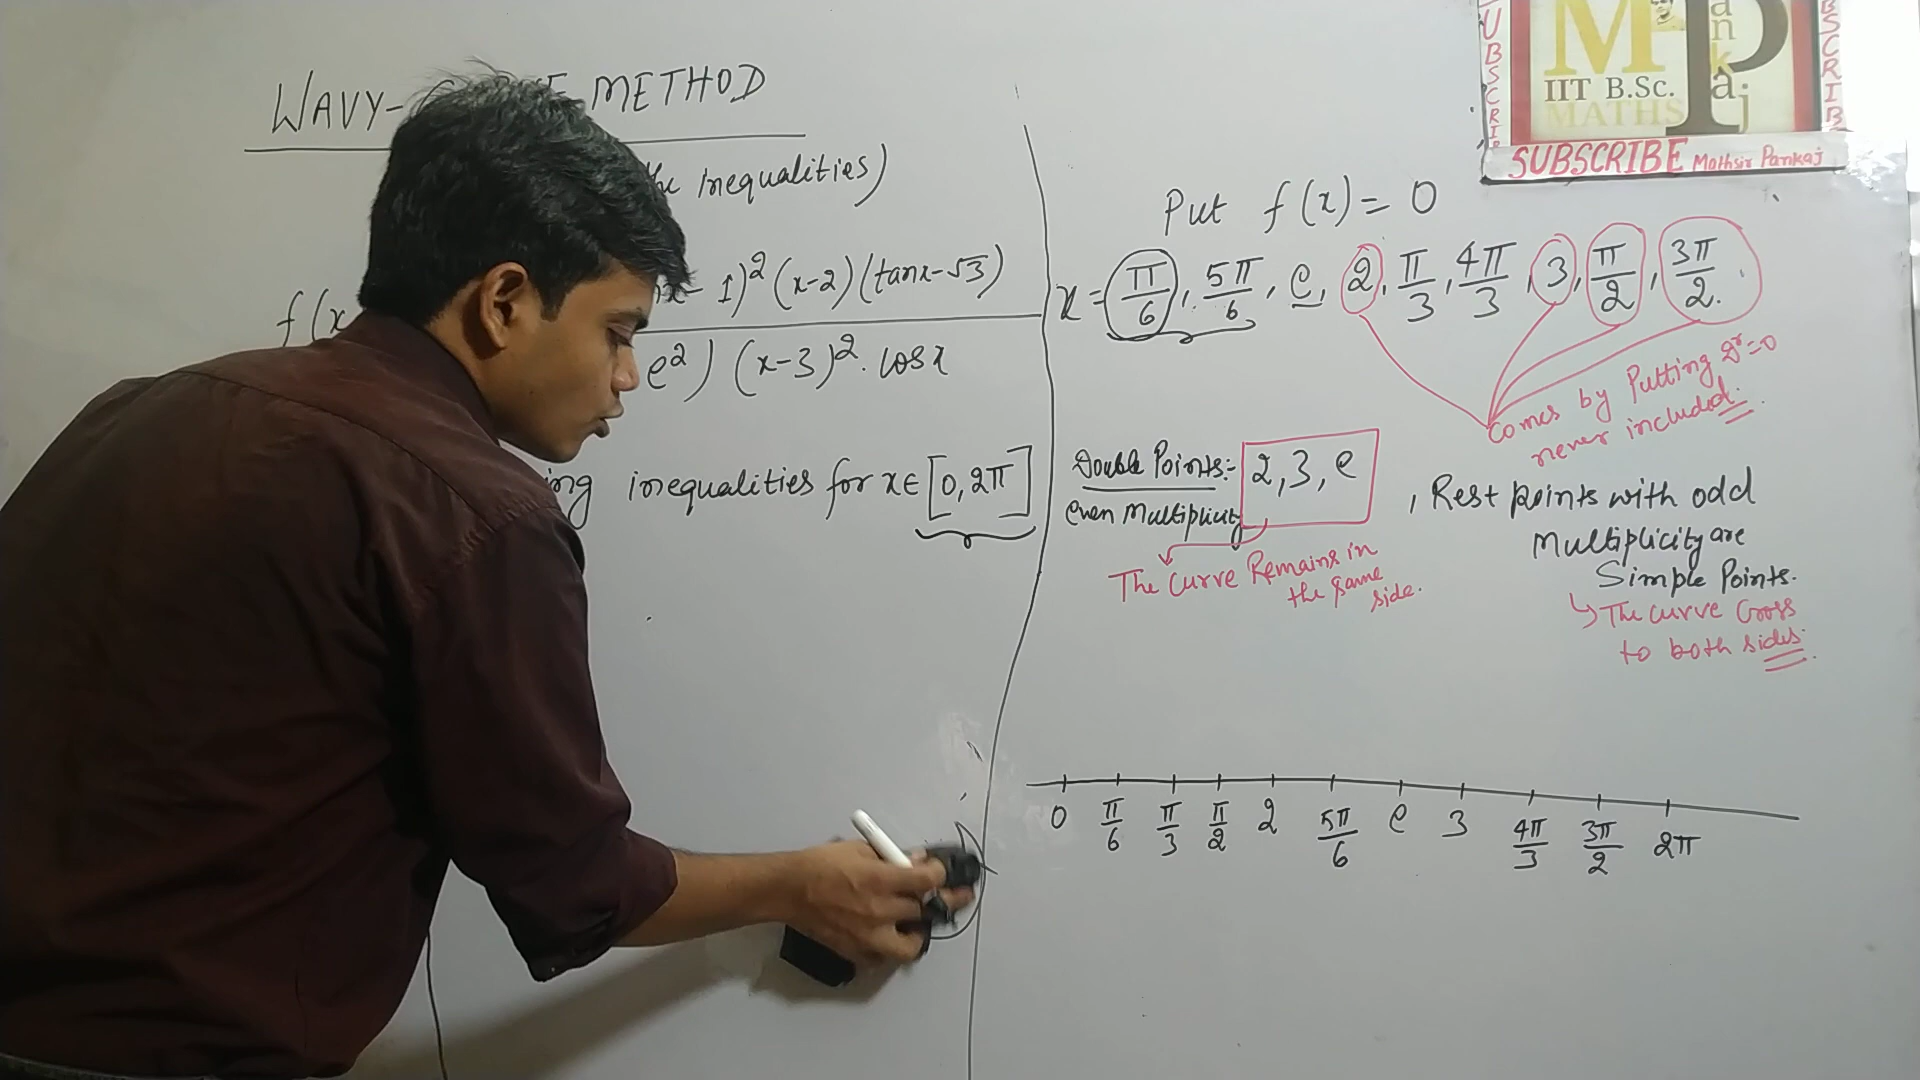 WAVY- METHOD
inequalities)
f(x
- 1)² (x-2) (tanx-√3)
e²) (x-3)². cosx
inequalities for x∈ [0, 2π]
Put f(x) = 0
x = π/6, 5π/6, e, 2, π/3, 4π/3, 3, π/2, 3π/2.
Comes by Putting Dʳ=0
never included.
Double Points:- 2, 3, e
Even Multiplicity
The Curve Remains in
the same
side.
, Rest points with odd
Multiplicity are
Simple Points.
↳ The curve Cross
to both sides.
0 π/6 π/3 π/2 2 5π/6 e 3 4π/3 3π/2 2π
M Pankaj
IIT B.Sc.
MATHS
SUBSCRIBE Mathsir Pankaj